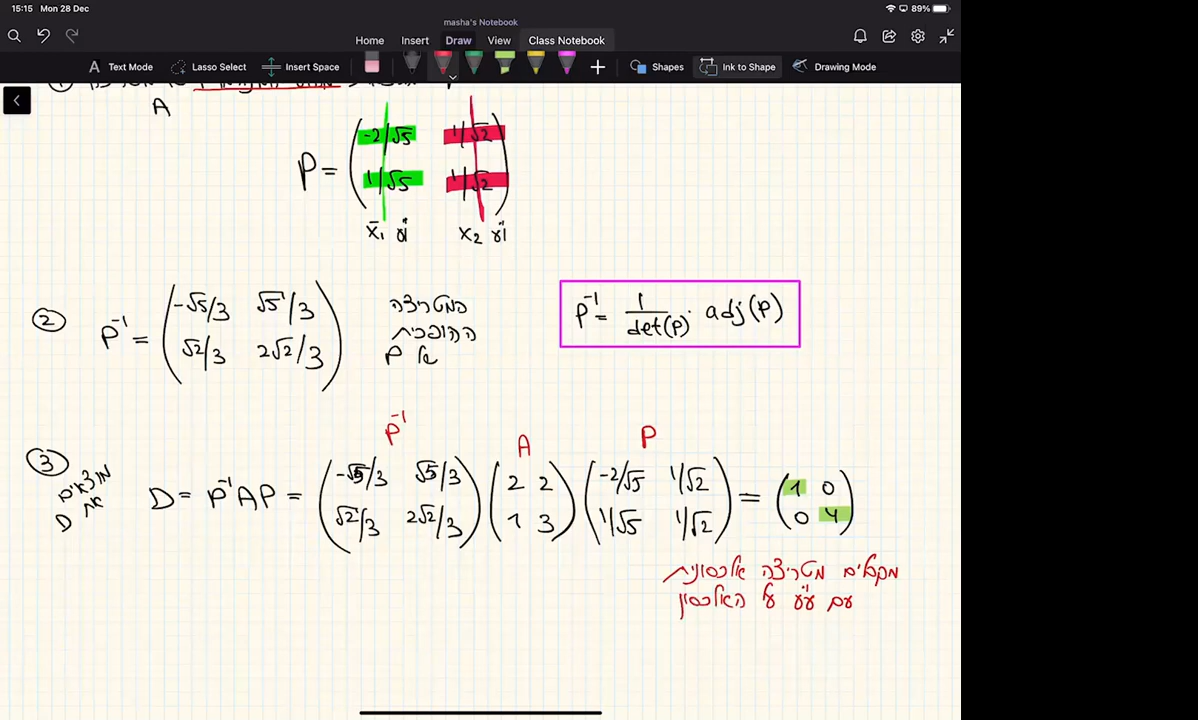 15:15 Mon 28 Dec
89%
masha's Notebook
Home Insert Draw View Class Notebook
Text Mode Lasso Select Insert Space Shapes Ink to Shape Drawing Mode
A
P = ( -2/√5 1/√2
1/√5 1/√2 )
x̄₁ ו״ע x₂ ו״ע
② P⁻¹ = ( -√5/3 √5/3
√2/3 2√2/3 )
המטריצה
ההופכית
של P
P⁻¹ = 1/det(P) · adj(P)
P⁻¹ A P
③ מוצאים
את D
D = P⁻¹AP = ( -√5/3 √5/3 ) ( 2 2 ) ( -2/√5 1/√2 ) = ( 1 0 )
( √2/3 2√2/3 ) ( 1 3 ) ( 1/√5 1/√2 ) ( 0 4 )
מקבלים מטריצה אלכסונית
עם ע״ע על האלכסון